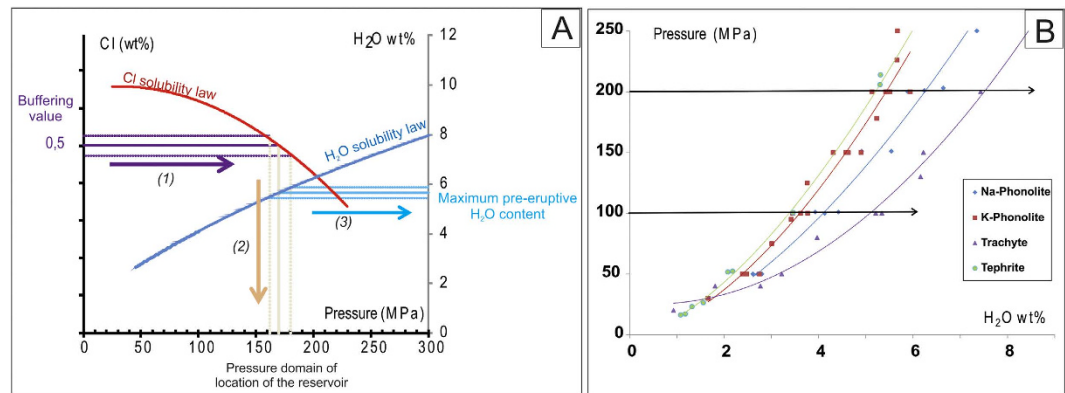 A
Cl (wt%)
H2O wt%
12
10
8
6
4
2
0
Cl solubility law
Buffering
value
0,5
H2O solubility law
(1)
(2)
(3)
Maximum pre-eruptive
H2O content
Pressure (MPa)
0
50
100
150
200
250
300
Pressure domain of
location of the reservoir
B
Pressure (MPa)
250
200
150
100
50
0
Na-Phonolite
K-Phonolite
Trachyte
Tephrite
H2O wt%
0
2
4
6
8